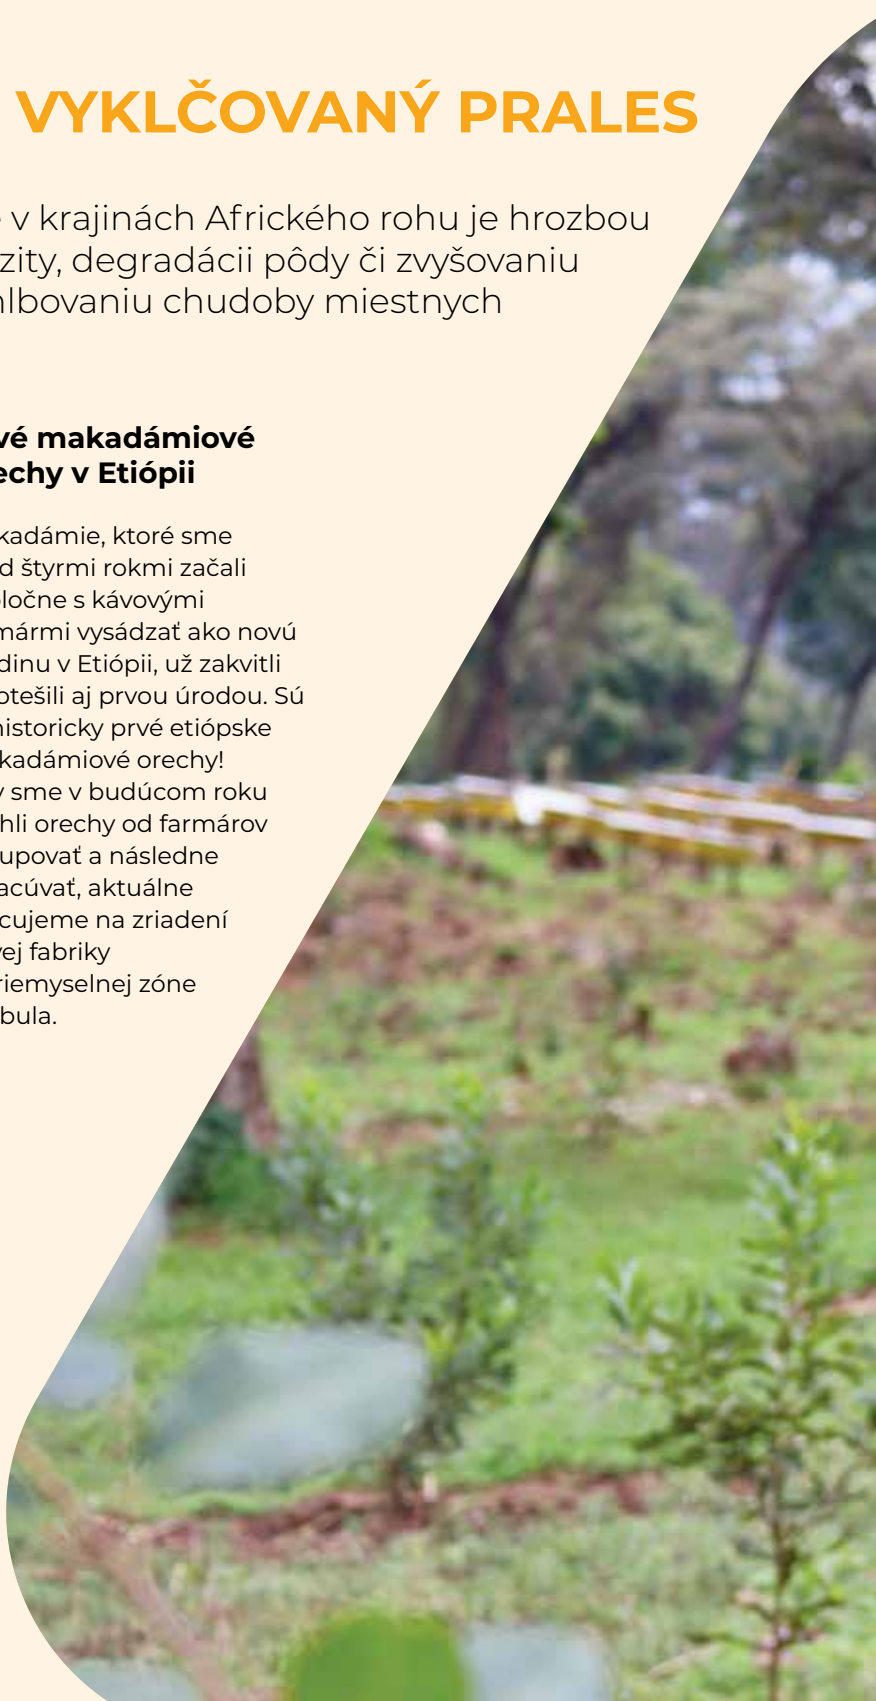 VYKLČOVANÝ PRALES
v krajinách Afrického rohu je hrozbou
zity, degradácii pôdy či zvyšovaniu
hlbovaniu chudoby miestnych
vé makadámiové
echy v Etiópii
kadámie, ktoré sme
d štyrmi rokmi začali
oločne s kávovými
mármi vysádzať ako novú
dinu v Etiópii, už zakvitli
otešili aj prvou úrodou. Sú
historicky prvé etiópske
kadámiové orechy!
y sme v budúcom roku
hli orechy od farmárov
upovať a následne
acúvať, aktuálne
cujeme na zriadení
vej fabriky
riemyselnej zóne
bula.